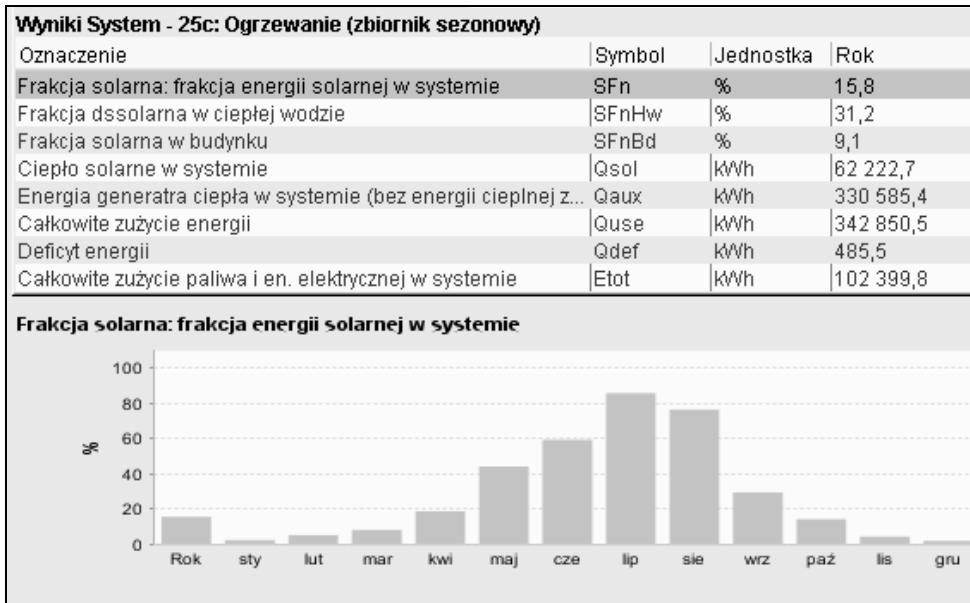 Wyniki System - 25c: Ogrzewanie (zbiornik sezonowy)
Oznaczenie Symbol Jednostka Rok
Frakcja solarna: frakcja energii solarnej w systemie SFn % 15,8
Frakcja dssolarna w ciepłej wodzie SFnHw % 31,2
Frakcja solarna w budynku SFnBd % 9,1
Ciepło solarne w systemie Qsol kWh 62 222,7
Energia generatra ciepła w systemie (bez energii cieplnej z... Qaux kWh 330 585,4
Całkowite zużycie energii Quse kWh 342 850,5
Deficyt energii Qdef kWh 485,5
Całkowite zużycie paliwa i en. elektrycznej w systemie Etot kWh 102 399,8
Frakcja solarna: frakcja energii solarnej w systemie
100
80
60
40
20
0
%
Rok sty lut mar kwi maj cze lip sie wrz paź lis gru